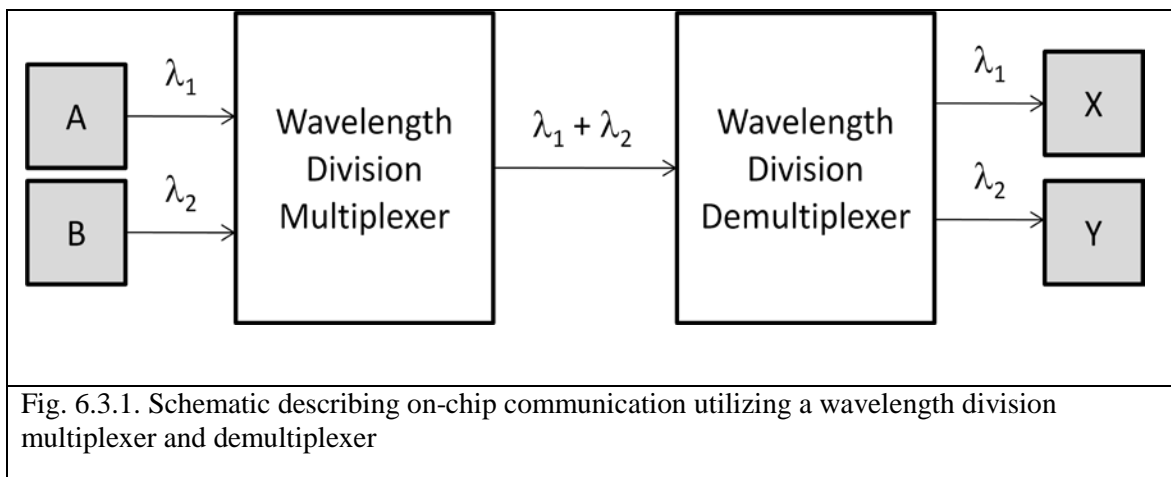 A
λ1
B
λ2
Wavelength
Division
Multiplexer
λ1 + λ2
Wavelength
Division
Demultiplexer
λ1
X
λ2
Y
Fig. 6.3.1. Schematic describing on-chip communication utilizing a wavelength division
multiplexer and demultiplexer